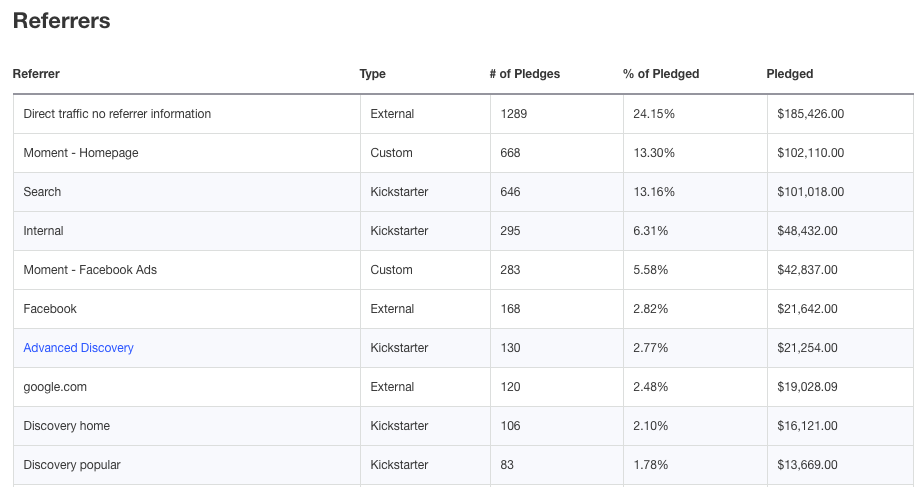 Referrers
Referrer Type # of Pledges % of Pledged Pledged
Direct traffic no referrer information External 1289 24.15% $185,426.00
Moment - Homepage Custom 668 13.30% $102,110.00
Search Kickstarter 646 13.16% $101,018.00
Internal Kickstarter 295 6.31% $48,432.00
Moment - Facebook Ads Custom 283 5.58% $42,837.00
Facebook External 168 2.82% $21,642.00
Advanced Discovery Kickstarter 130 2.77% $21,254.00
google.com External 120 2.48% $19,028.09
Discovery home Kickstarter 106 2.10% $16,121.00
Discovery popular Kickstarter 83 1.78% $13,669.00